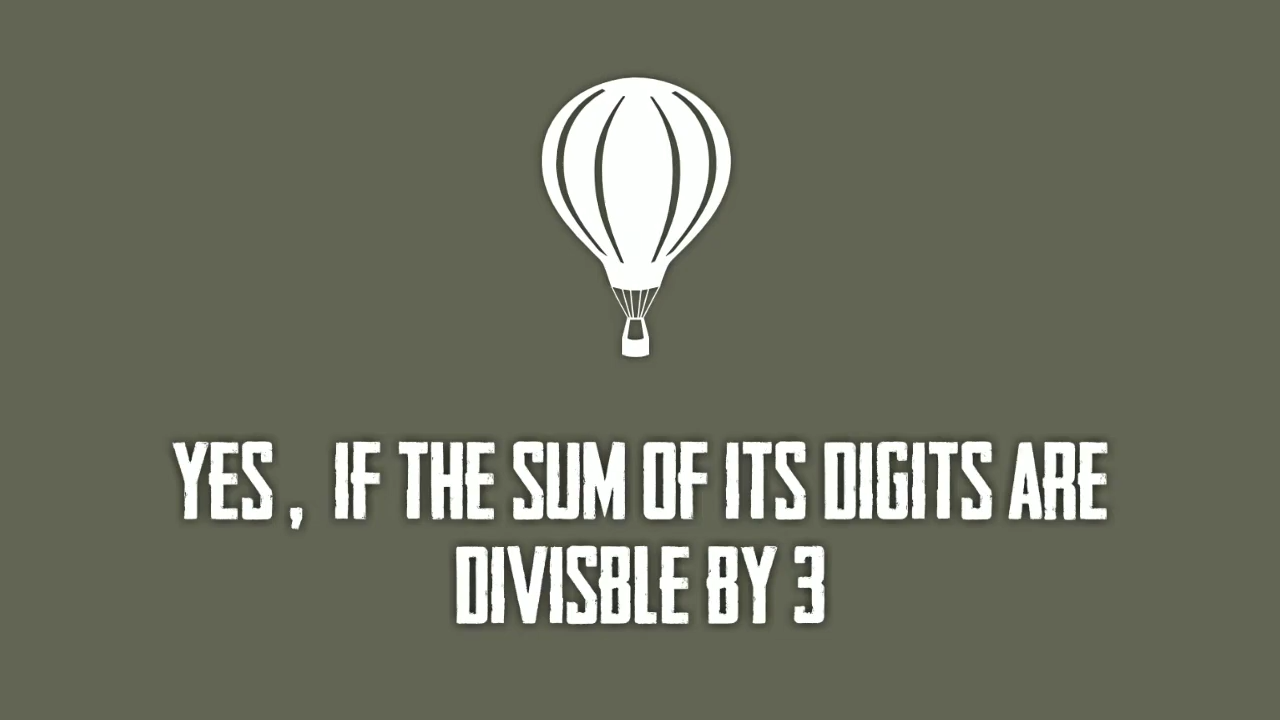 YES , IF THE SUM OF ITS DIGITS ARE
DIVISBLE BY 3